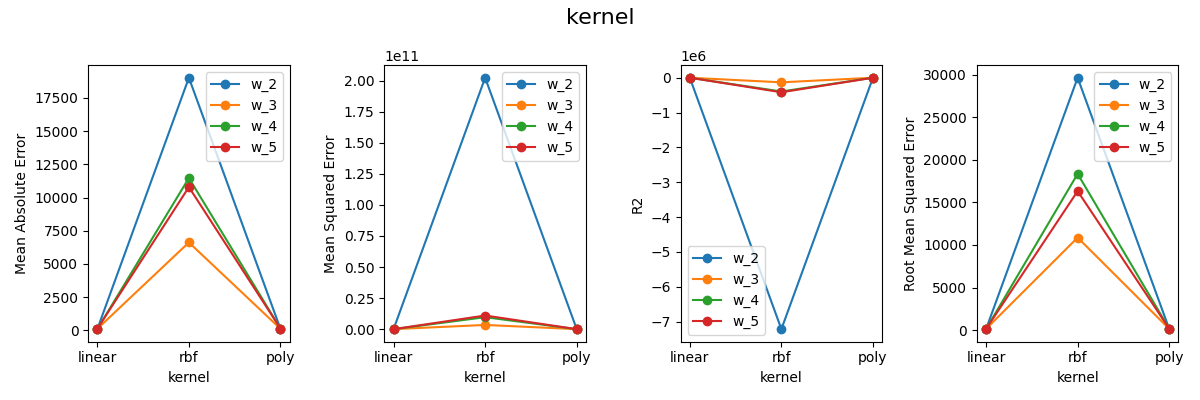 kernel
Mean Absolute Error
17500
15000
12500
10000
7500
5000
2500
0
w_2
w_3
w_4
w_5
linear rbf poly
kernel
1e11
Mean Squared Error
2.00
1.75
1.50
1.25
1.00
0.75
0.50
0.25
0.00
w_2
w_3
w_4
w_5
linear rbf poly
kernel
1e6
R2
0
−1
−2
−3
−4
−5
−6
−7
w_2
w_3
w_4
w_5
linear rbf poly
kernel
Root Mean Squared Error
30000
25000
20000
15000
10000
5000
0
w_2
w_3
w_4
w_5
linear rbf poly
kernel